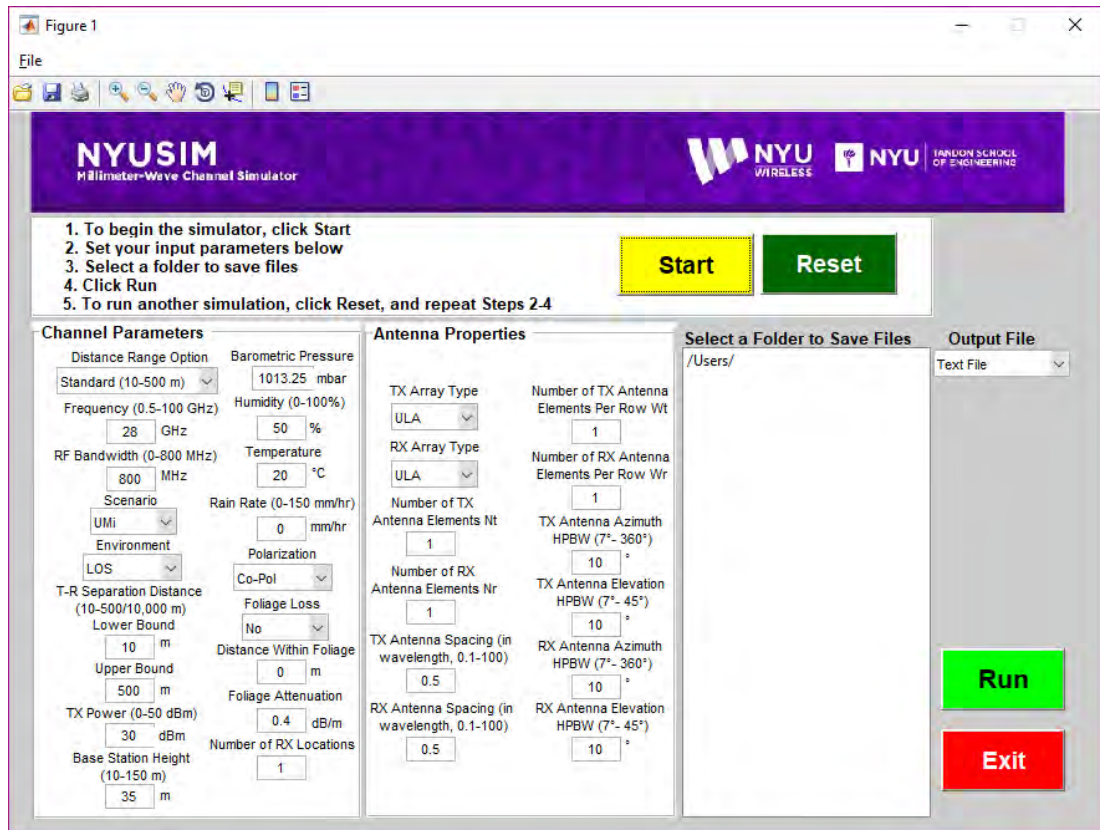 Figure 1
File
NYUSIM
Millimeter-Wave Channel Simulator
NYU
WIRELESS
NYU
TANDON SCHOOL
OF ENGINEERING
1. To begin the simulator, click Start
2. Set your input parameters below
3. Select a folder to save files
4. Click Run
5. To run another simulation, click Reset, and repeat Steps 2-4
Start
Reset
Channel Parameters
Distance Range Option
Standard (10-500 m)
Frequency (0.5-100 GHz)
28 GHz
RF Bandwidth (0-800 MHz)
800 MHz
Scenario
UMi
Environment
LOS
T-R Separation Distance
(10-500/10,000 m)
Lower Bound
10 m
Upper Bound
500 m
TX Power (0-50 dBm)
30 dBm
Base Station Height
(10-150 m)
35 m
Barometric Pressure
1013.25 mbar
Humidity (0-100%)
50 %
Temperature
20 °C
Rain Rate (0-150 mm/hr)
0 mm/hr
Polarization
Co-Pol
Foliage Loss
No
Distance Within Foliage
0 m
Foliage Attenuation
0.4 dB/m
Number of RX Locations
1
Antenna Properties
TX Array Type
ULA
RX Array Type
ULA
Number of TX
Antenna Elements Nt
1
Number of RX
Antenna Elements Nr
1
TX Antenna Spacing (in
wavelength, 0.1-100)
0.5
RX Antenna Spacing (in
wavelength, 0.1-100)
0.5
Number of TX Antenna
Elements Per Row Wt
1
Number of RX Antenna
Elements Per Row Wr
1
TX Antenna Azimuth
HPBW (7°- 360°)
10 °
TX Antenna Elevation
HPBW (7°- 45°)
10 °
RX Antenna Azimuth
HPBW (7°- 360°)
10 °
RX Antenna Elevation
HPBW (7°- 45°)
10 °
Select a Folder to Save Files
/Users/
Output File
Text File
Run
Exit